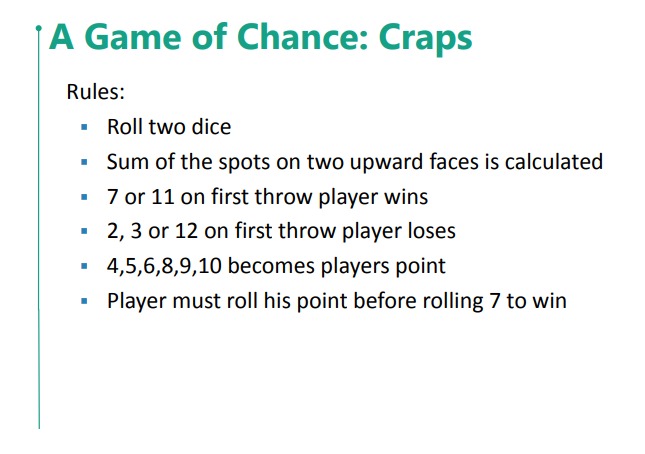 A Game of Chance: Craps
Rules:
▪ Roll two dice
▪ Sum of the spots on two upward faces is calculated
▪ 7 or 11 on first throw player wins
▪ 2, 3 or 12 on first throw player loses
▪ 4,5,6,8,9,10 becomes players point
▪ Player must roll his point before rolling 7 to win